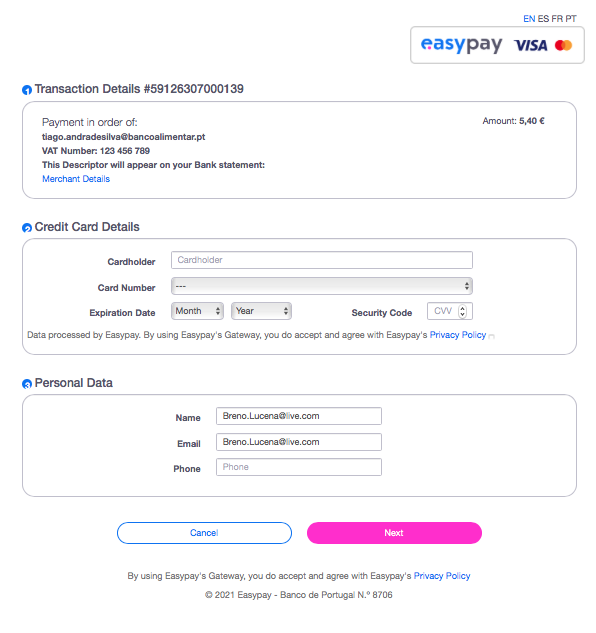 EN ES FR PT
easypay VISA
1 Transaction Details #59126307000139
Payment in order of:
Amount: 5,40 €
tiago.andradesilva@bancoalimentar.pt
VAT Number: 123 456 789
This Descriptor will appear on your Bank statement:
Merchant Details
2 Credit Card Details
Cardholder Cardholder
Card Number ---
Expiration Date Month Year Security Code CVV
Data processed by Easypay. By using Easypay's Gateway, you do accept and agree with Easypay's Privacy Policy
3 Personal Data
Name Breno.Lucena@live.com
Email Breno.Lucena@live.com
Phone Phone
Cancel Next
By using Easypay's Gateway, you do accept and agree with Easypay's Privacy Policy
© 2021 Easypay - Banco de Portugal N.º 8706